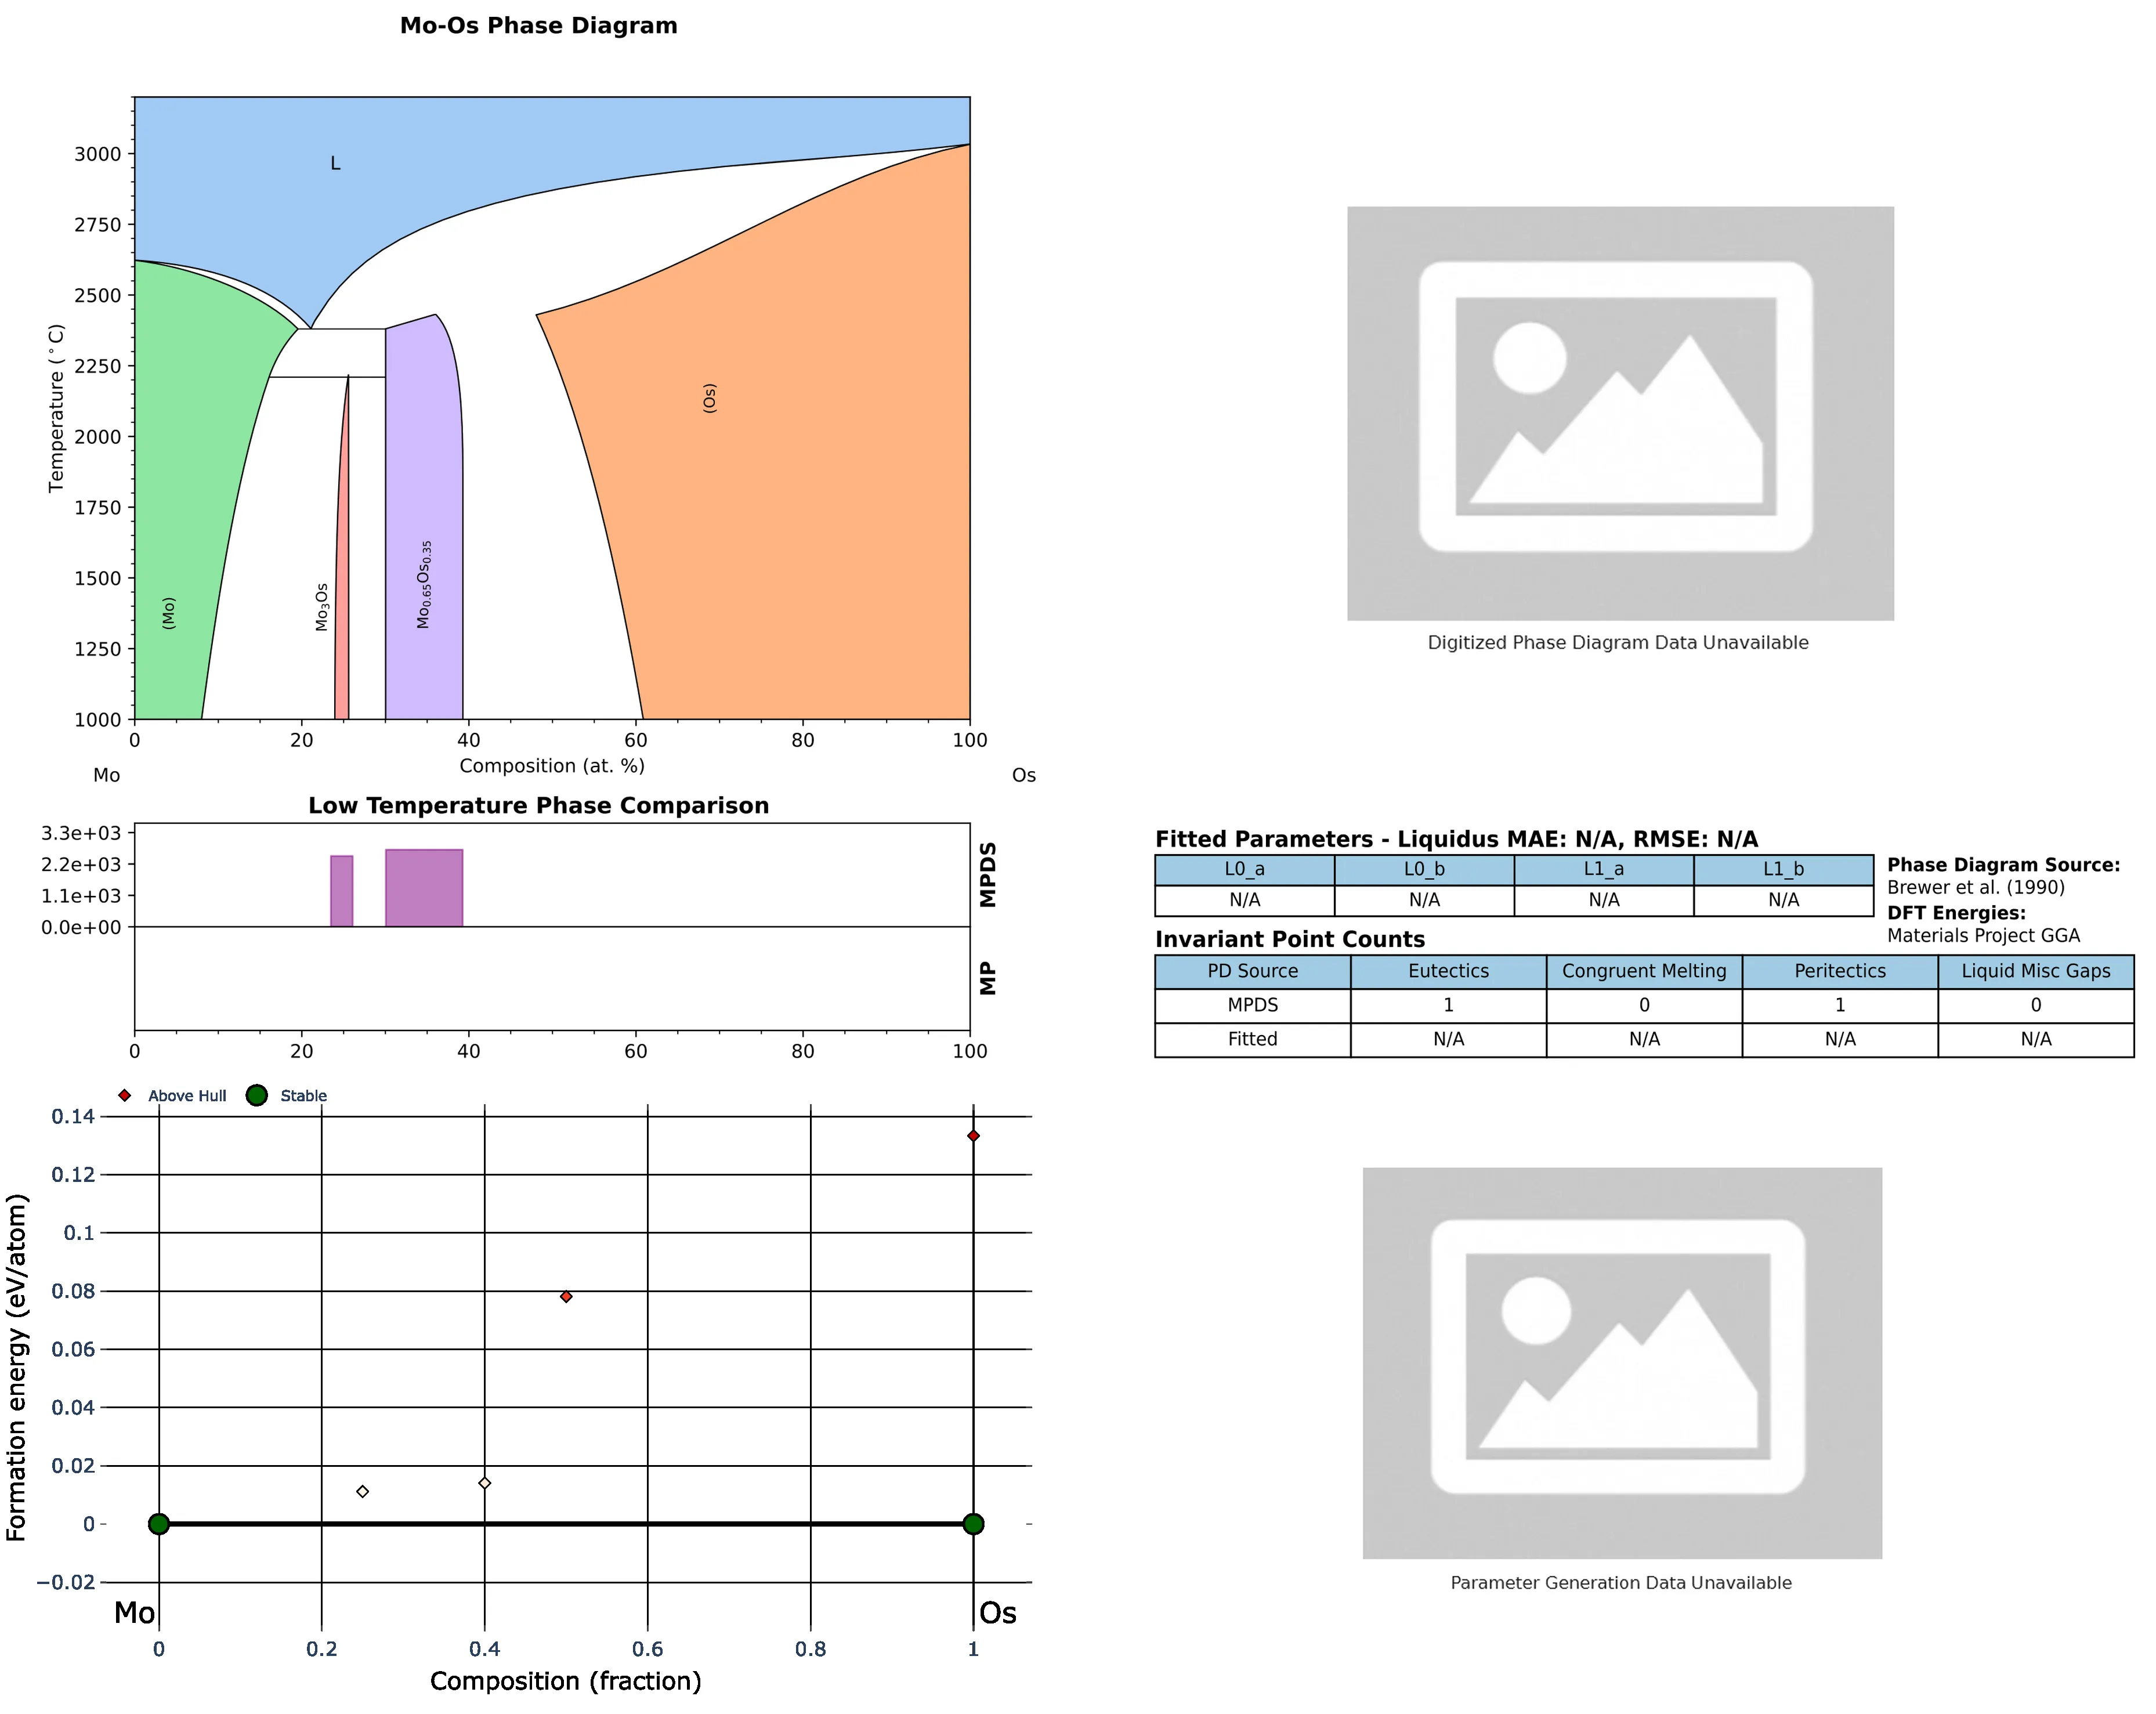 Mo-Os Phase Diagram
3000
2750
2500
2250
2000
1750
1500
1250
1000
Temperature (°C)
L
(Mo)
Mo₃Os
Mo₀.₆₅Os₀.₃₅
(Os)
0 20 40 60 80 100
Composition (at. %)
Mo Os
Digitized Phase Diagram Data Unavailable
Low Temperature Phase Comparison
3.3e+03
2.2e+03
1.1e+03
0.0e+00
MPDS
MP
0 20 40 60 80 100
Fitted Parameters - Liquidus MAE: N/A, RMSE: N/A
L0_a L0_b L1_a L1_b
N/A N/A N/A N/A
Phase Diagram Source:
Brewer et al. (1990)
DFT Energies:
Materials Project GGA
Invariant Point Counts
PD Source Eutectics Congruent Melting Peritectics Liquid Misc Gaps
MPDS 1 0 1 0
Fitted N/A N/A N/A N/A
Above Hull Stable
0.14
0.12
0.1
0.08
0.06
0.04
0.02
0
−0.02
Formation energy (eV/atom)
Mo Os
0 0.2 0.4 0.6 0.8 1
Composition (fraction)
Parameter Generation Data Unavailable